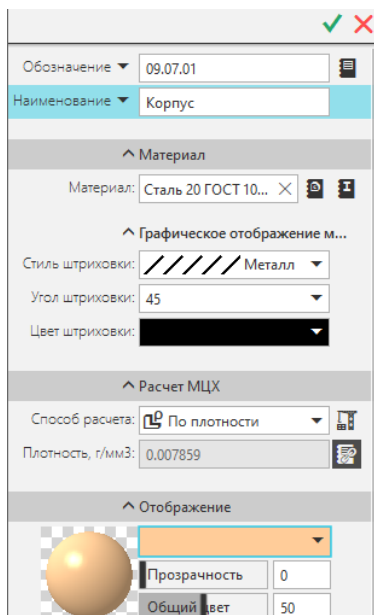 Обозначение 09.07.01
Наименование Корпус
Материал
Материал: Сталь 20 ГОСТ 10...
Графическое отображение м...
Стиль штриховки: Металл
Угол штриховки: 45
Цвет штриховки:
Расчет МЦХ
Способ расчета: По плотности
Плотность, г/мм3: 0.007859
Отображение
Прозрачность 0
Общий цвет 50